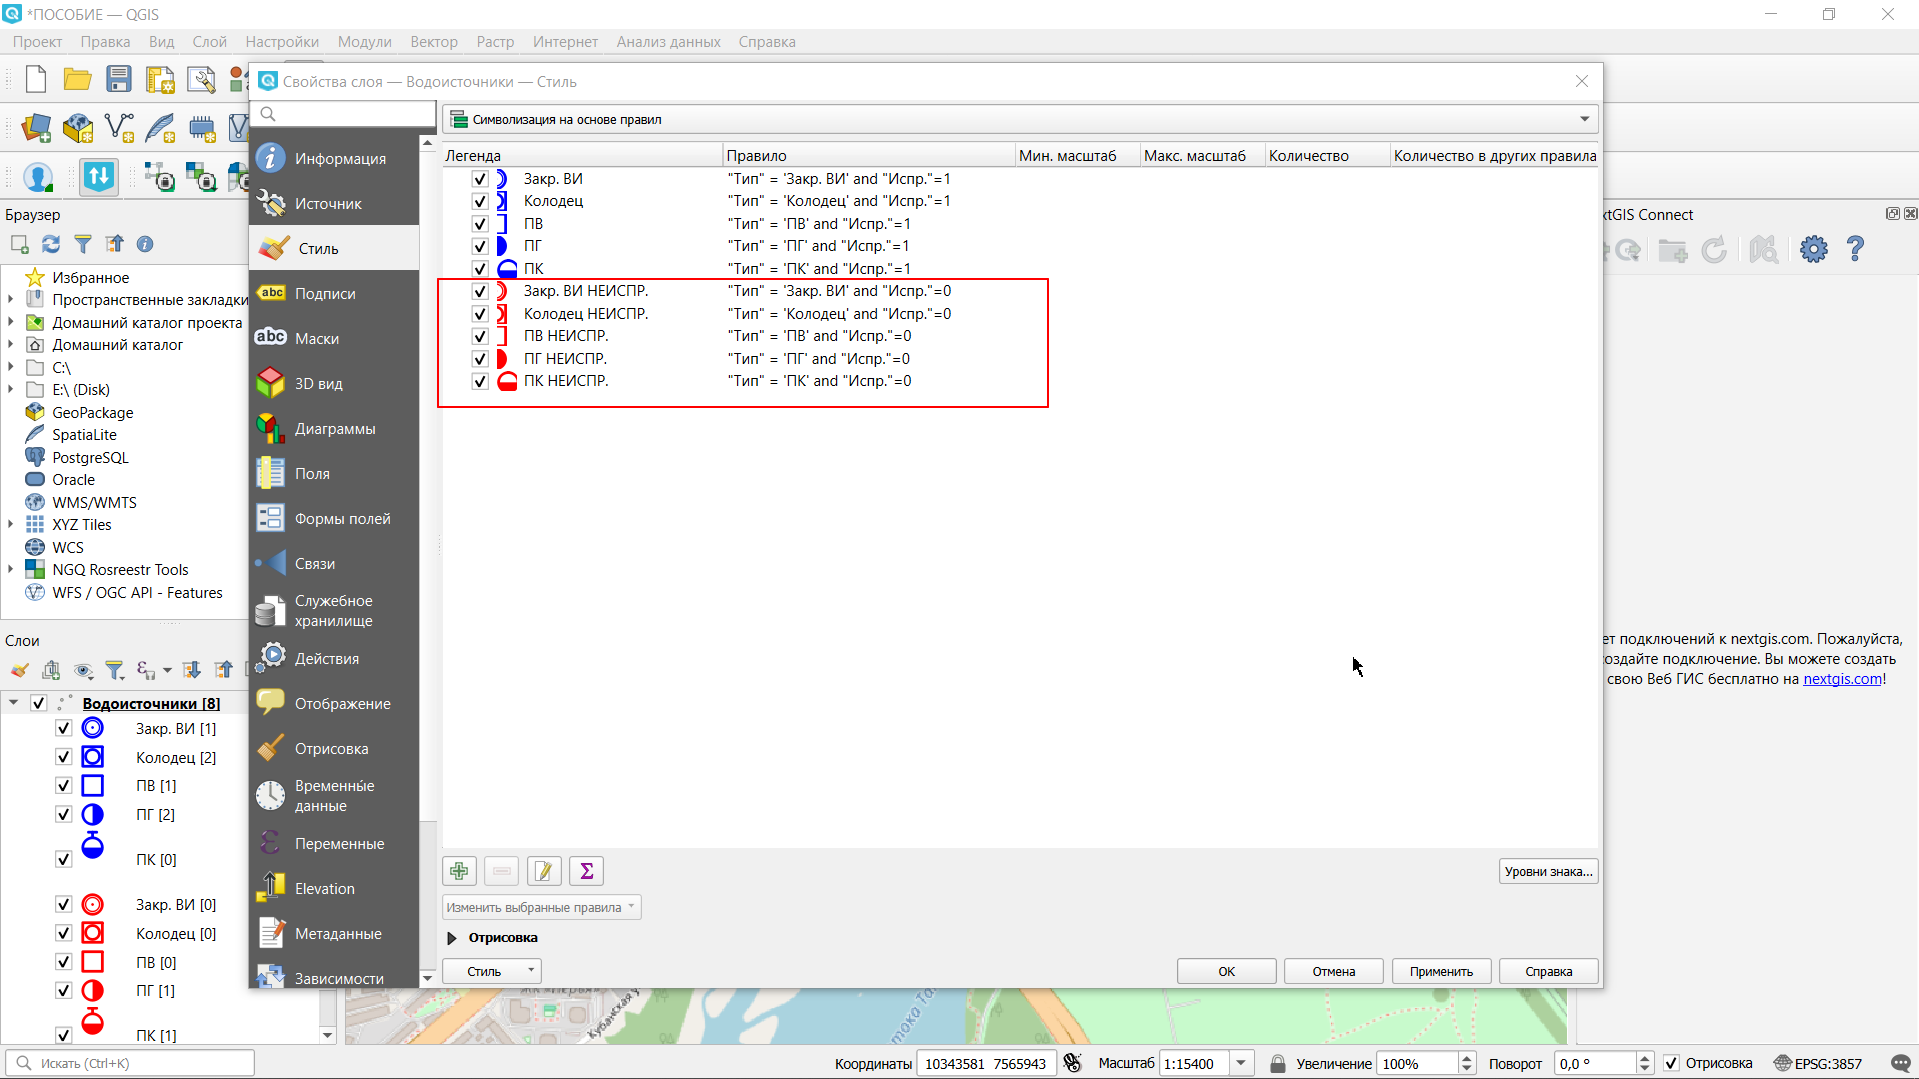 *ПОСОБИЕ — QGIS
Проект Правка Вид Слой Настройки Модули Вектор Растр Интернет Анализ данных Справка
Свойства слоя — Водоисточники — Стиль
Символизация на основе правил
Информация
Источник
Стиль
Подписи
Маски
3D вид
Диаграммы
Поля
Формы полей
Связи
Служебное
хранилище
Действия
Отображение
Отрисовка
Временны́е
данные
Переменные
Elevation
Метаданные
Зависимости
Легенда Правило Мин. масштаб Макс. масштаб Количество Количество в других правила
Закр. ВИ "Тип" = 'Закр. ВИ' and "Испр."=1
Колодец "Тип" = 'Колодец' and "Испр."=1
ПВ "Тип" = 'ПВ' and "Испр."=1
ПГ "Тип" = 'ПГ' and "Испр."=1
ПК "Тип" = 'ПК' and "Испр."=1
Закр. ВИ НЕИСПР. "Тип" = 'Закр. ВИ' and "Испр."=0
Колодец НЕИСПР. "Тип" = 'Колодец' and "Испр."=0
ПВ НЕИСПР. "Тип" = 'ПВ' and "Испр."=0
ПГ НЕИСПР. "Тип" = 'ПГ' and "Испр."=0
ПК НЕИСПР. "Тип" = 'ПК' and "Испр."=0
Уровни знака...
Изменить выбранные правила
Отрисовка
Стиль
ОК Отмена Применить Справка
Браузер
Избранное
Пространственные закладки
Домашний каталог проекта
Домашний каталог
C:\
E:\ (Disk)
GeoPackage
SpatiaLite
PostgreSQL
Oracle
WMS/WMTS
XYZ Tiles
WCS
NGQ Rosreestr Tools
WFS / OGC API - Features
Слои
Водоисточники [8]
Закр. ВИ [1]
Колодец [2]
ПВ [1]
ПГ [2]
ПК [0]
Закр. ВИ [0]
Колодец [0]
ПВ [0]
ПГ [1]
ПК [1]
xtGIS Connect
ет подключений к nextgis.com. Пожалуйста,
создайте подключение. Вы можете создать
свою Веб ГИС бесплатно на nextgis.com!
Кубанская у
Искать (Ctrl+K)
Координаты 10343581 7565943 Масштаб 1:15400 Увеличение 100% Поворот 0,0 ° Отрисовка EPSG:3857